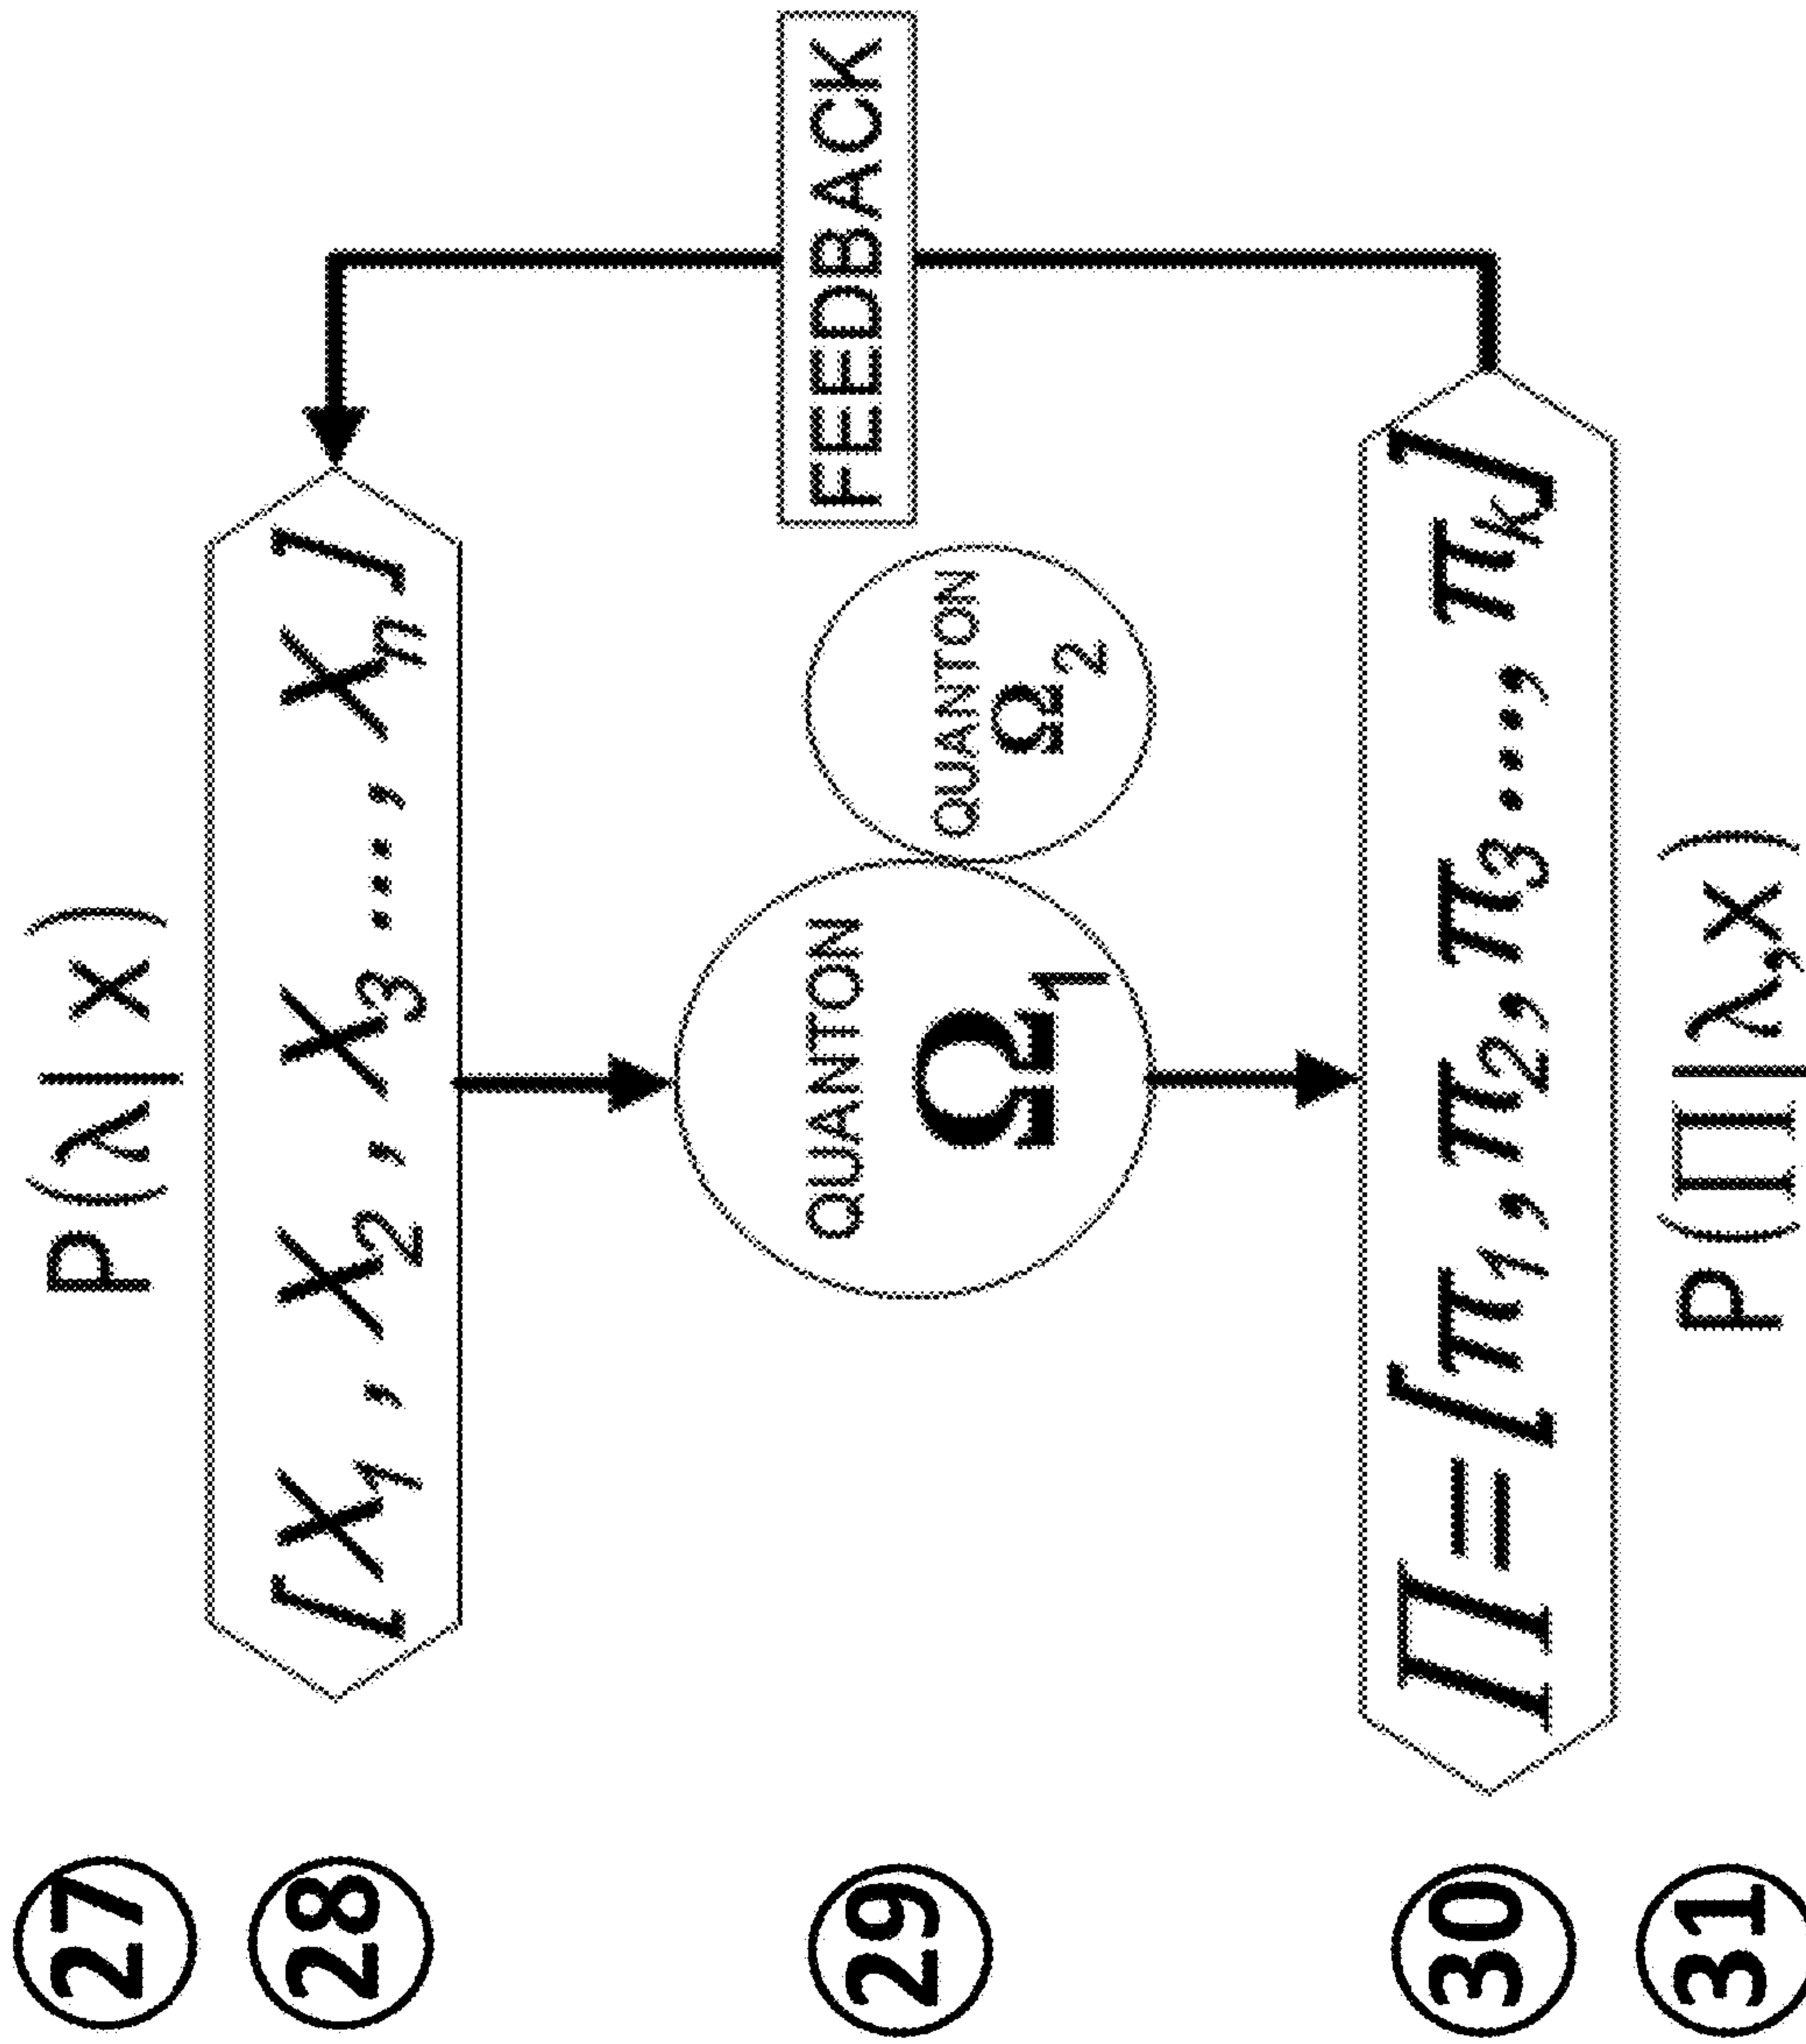 27 P(λ| x)
28 [X1 , X2 , X3...., Xn]
FEEDBACK
29 QUANTON Ω1
QUANTON Ω2
30 ∏=[π1,π2,π3....,πk]
31 P(∏|λ,x)